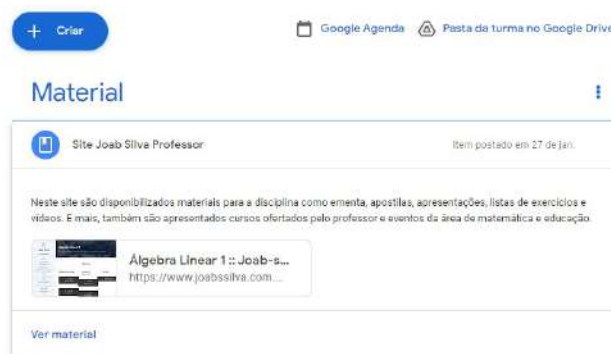 Criar
Google Agenda
Pasta da turma no Google Drive
Material
Site Joab Silva Professor
Item postado em 27 de jan.
Neste site são disponibilizados materiais para a disciplina como ementa, apostilas, apresentações, listas de exercícios e
vídeos. E mais, também são apresentados cursos ofertados pelo professor e eventos da área de matemática e educação.
Álgebra Linear 1 :: Joab-s...
https://www.joabssilva.com....
Ver material